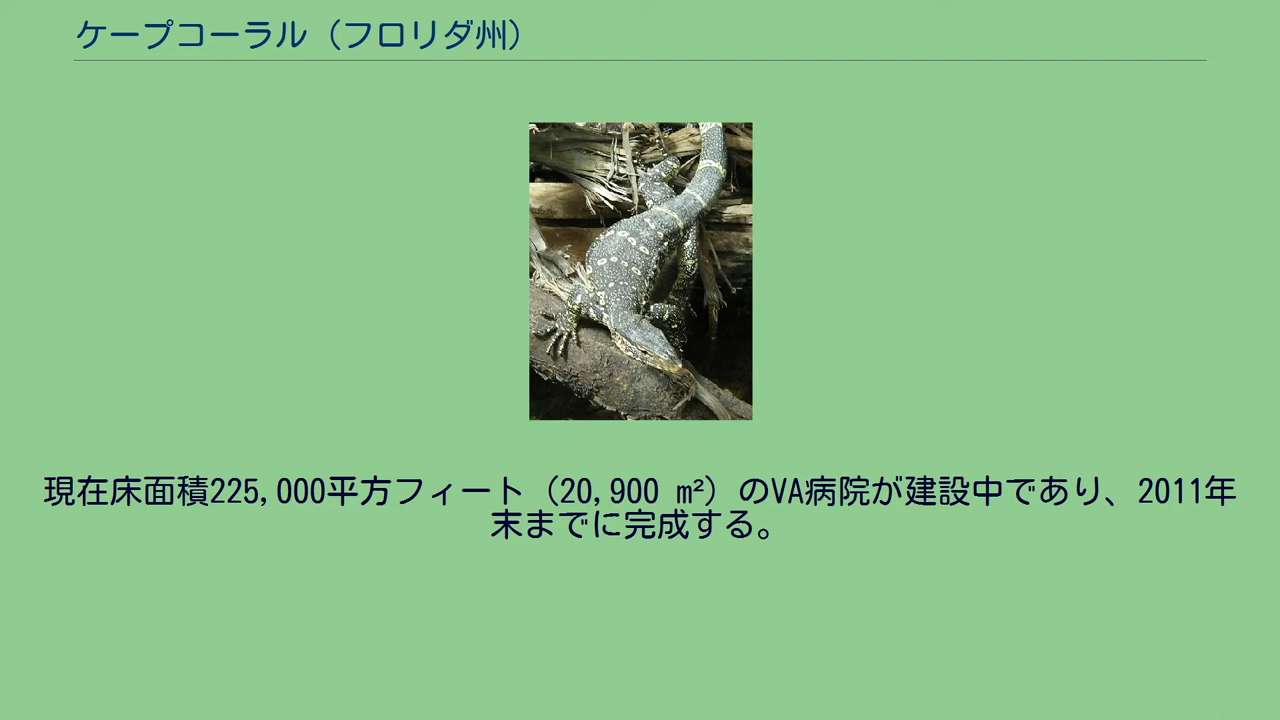 ケープコーラル（フロリダ州）
現在床面積225,000平方フィート（20,900 m²）のVA病院が建設中であり、2011年
末までに完成する。